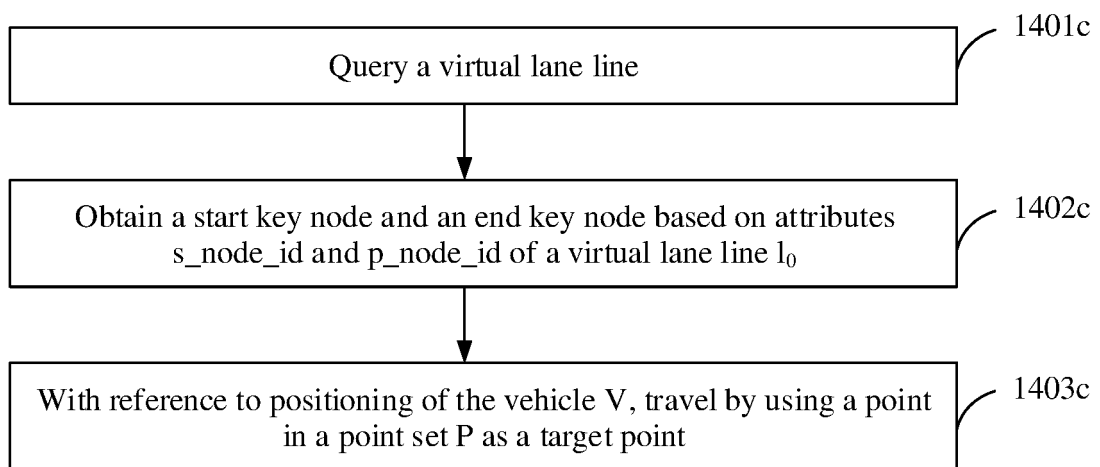 1401c
Query a virtual lane line
1402c
Obtain a start key node and an end key node based on attributes
s_node_id and p_node_id of a virtual lane line l₀
1403c
With reference to positioning of the vehicle V, travel by using a point
in a point set P as a target point